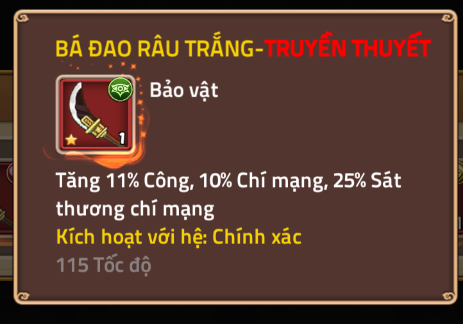 BÁ ĐAO RÂU TRẮNG-TRUYỀN THUYẾT
Bảo vật
1
Tăng 11% Công, 10% Chí mạng, 25% Sát
thương chí mạng
Kích hoạt với hệ: Chính xác
115 Tốc độ